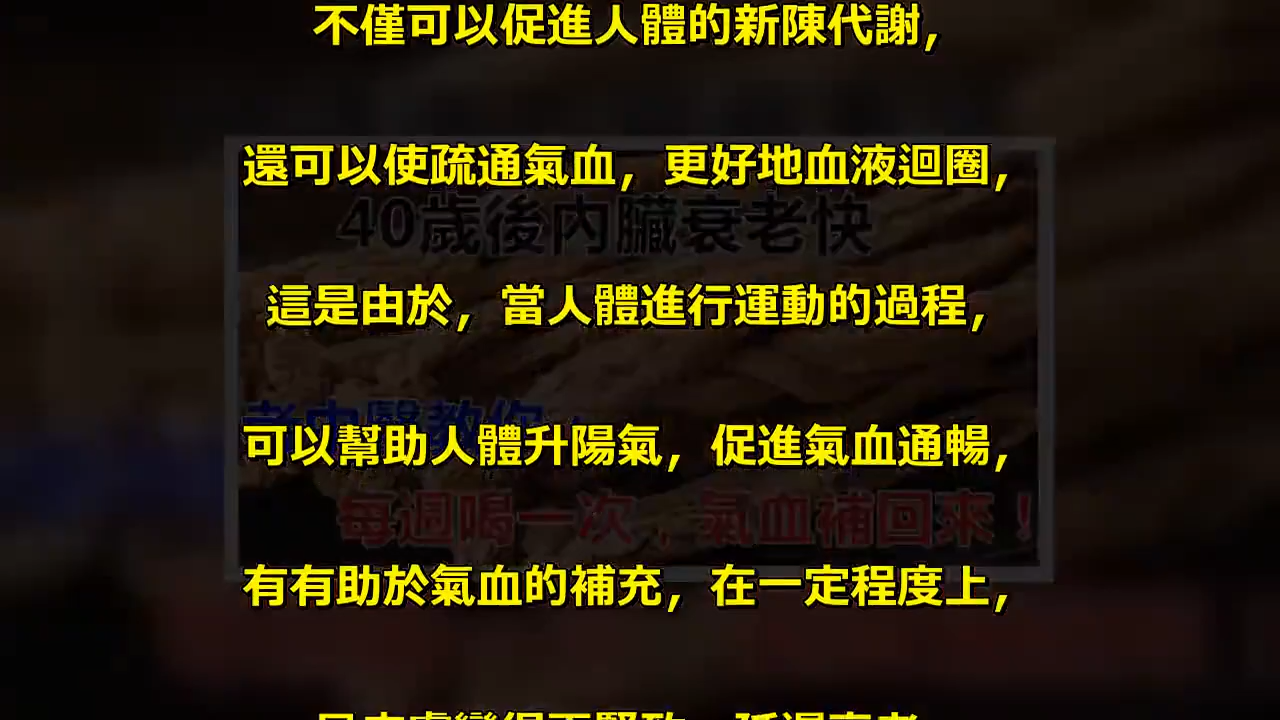 不僅可以促進人體的新陳代謝，
還可以使疏通氣血，更好地血液迴圈，
40歲後內臟衰老快
這是由於，當人體進行運動的過程，
老中醫教你：
可以幫助人體升陽氣，促進氣血通暢，
每週喝一次，氣血補回來！
有有助於氣血的補充，在一定程度上，